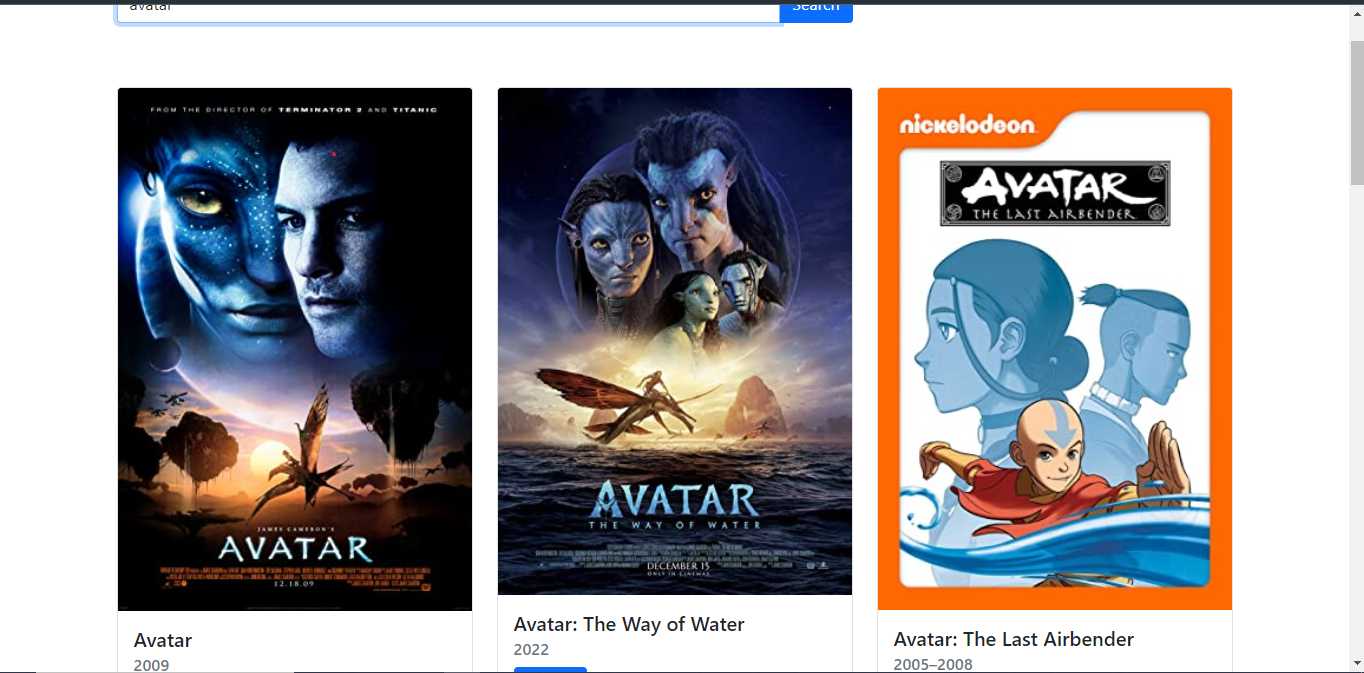 avatar
Search
FROM THE DIRECTOR OF TERMINATOR 2 AND TITANIC
JAMES CAMERON'S
AVATAR
12.18.09
Avatar
2009
AVATAR
THE WAY OF WATER
DECEMBER 15
ONLY IN CINEMAS
Avatar: The Way of Water
2022
nickelodeon
AVATAR
THE LAST AIRBENDER
Avatar: The Last Airbender
2005–2008